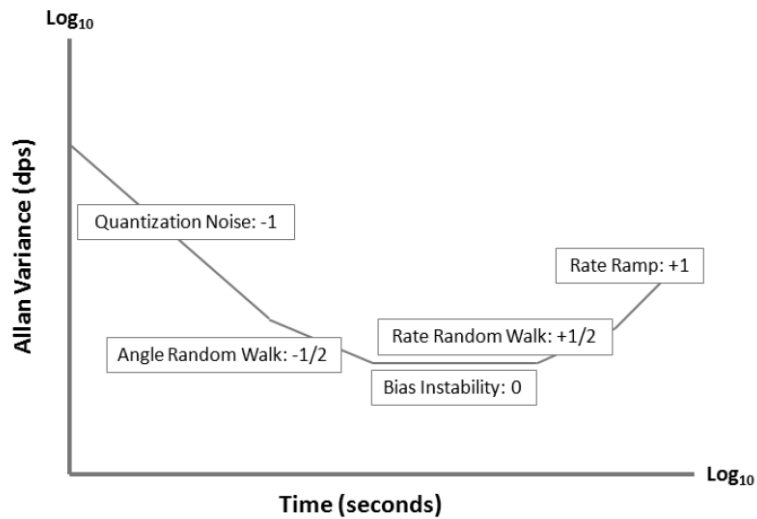 Log10
Allan Variance (dps)
Quantization Noise: -1
Rate Ramp: +1
Rate Random Walk: +1/2
Angle Random Walk: -1/2
Bias Instability: 0
Log10
Time (seconds)